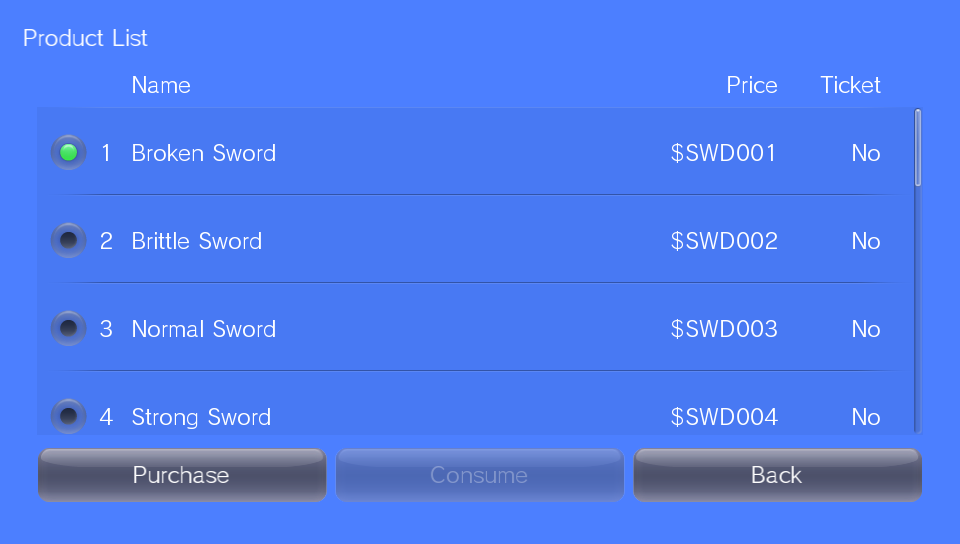 Product List
Name Price Ticket
1 Broken Sword $SWD001 No
2 Brittle Sword $SWD002 No
3 Normal Sword $SWD003 No
4 Strong Sword $SWD004 No
Purchase Consume Back